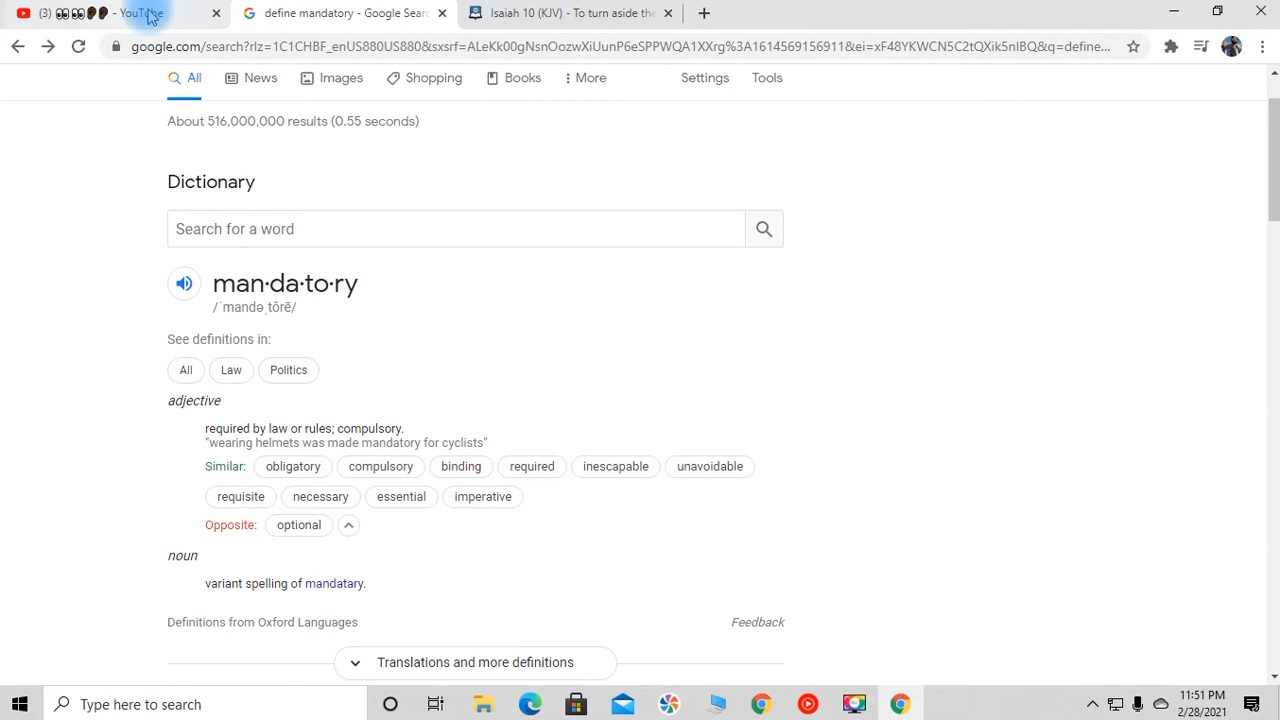 (3) 👀👀👂🏿👂🏿 - YouTube
define mandatory - Google Searc
Isaiah 10 (KJV) - To turn aside the
google.com/search?rlz=1C1CHBF_enUS880US880&sxsrf=ALeKk00gNsnOozwXiUunP6eSPPWQA1XXrg%3A1614569156911&ei=xF48YKWCN5C2tQXik5nIBQ&q=define...
All News Images Shopping Books More Settings Tools
About 516,000,000 results (0.55 seconds)
Dictionary
Search for a word
man·da·to·ry
/ˈmandəˌtôrē/
See definitions in:
All Law Politics
adjective
required by law or rules; compulsory.
"wearing helmets was made mandatory for cyclists"
Similar: obligatory compulsory binding required inescapable unavoidable
requisite necessary essential imperative
Opposite: optional
noun
variant spelling of mandatary.
Definitions from Oxford Languages Feedback
Translations and more definitions
Type here to search
11:51 PM
2/28/2021